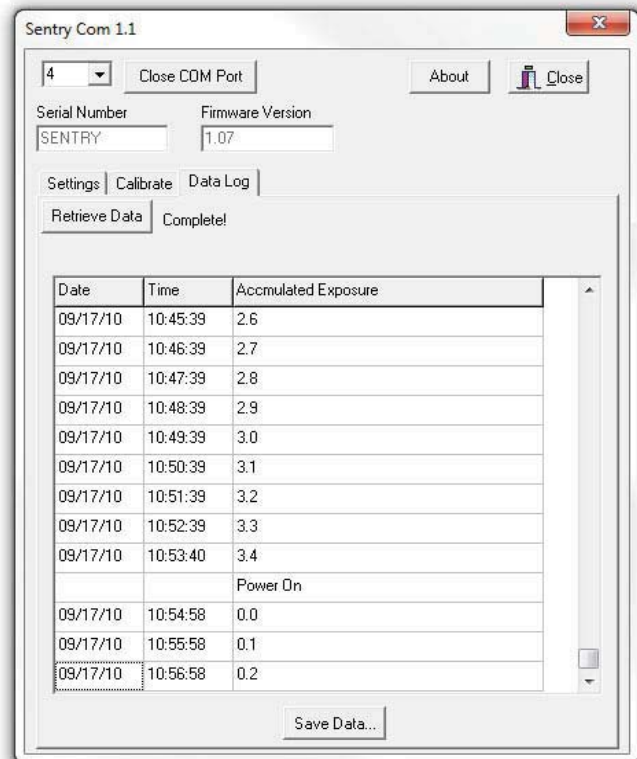 Sentry Com 1.1
4 Close COM Port About Close
Serial Number Firmware Version
SENTRY 1.07
Settings Calibrate Data Log
Retrieve Data Complete!
Date Time Accmulated Exposure
09/17/10 10:45:39 2.6
09/17/10 10:46:39 2.7
09/17/10 10:47:39 2.8
09/17/10 10:48:39 2.9
09/17/10 10:49:39 3.0
09/17/10 10:50:39 3.1
09/17/10 10:51:39 3.2
09/17/10 10:52:39 3.3
09/17/10 10:53:40 3.4
Power On
09/17/10 10:54:58 0.0
09/17/10 10:55:58 0.1
09/17/10 10:56:58 0.2
Save Data...